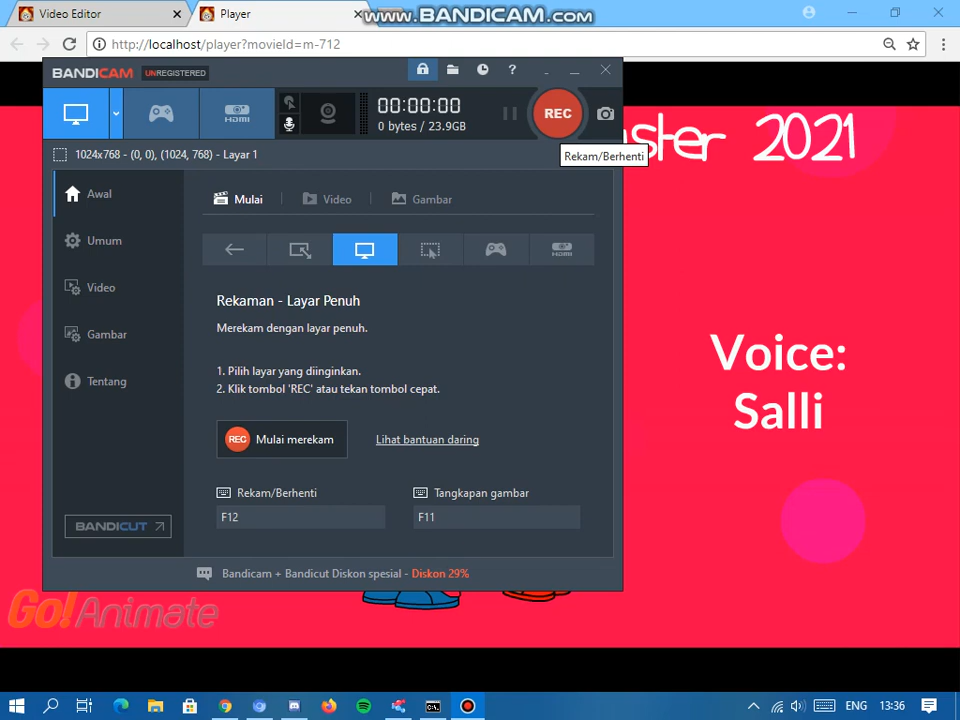 Video Editor
Player
www.BANDICAM.com
http://localhost/player?movieId=m-712
BANDICAM UNREGISTERED
HDMI
00:00:00
0 bytes / 23.9GB
REC
Rekam/Berhenti
ster 2021
1024x768 - (0, 0), (1024, 768) - Layar 1
Awal
Umum
Video
Gambar
Tentang
BANDICUT
Mulai
Video
Gambar
HDMI
Rekaman - Layar Penuh
Merekam dengan layar penuh.
1. Pilih layar yang diinginkan.
2. Klik tombol 'REC' atau tekan tombol cepat.
REC Mulai merekam
Lihat bantuan daring
Rekam/Berhenti
F12
Tangkapan gambar
F11
Bandicam + Bandicut Diskon spesial - Diskon 29%
Voice:
Salli
Go!Animate
ENG
13:36